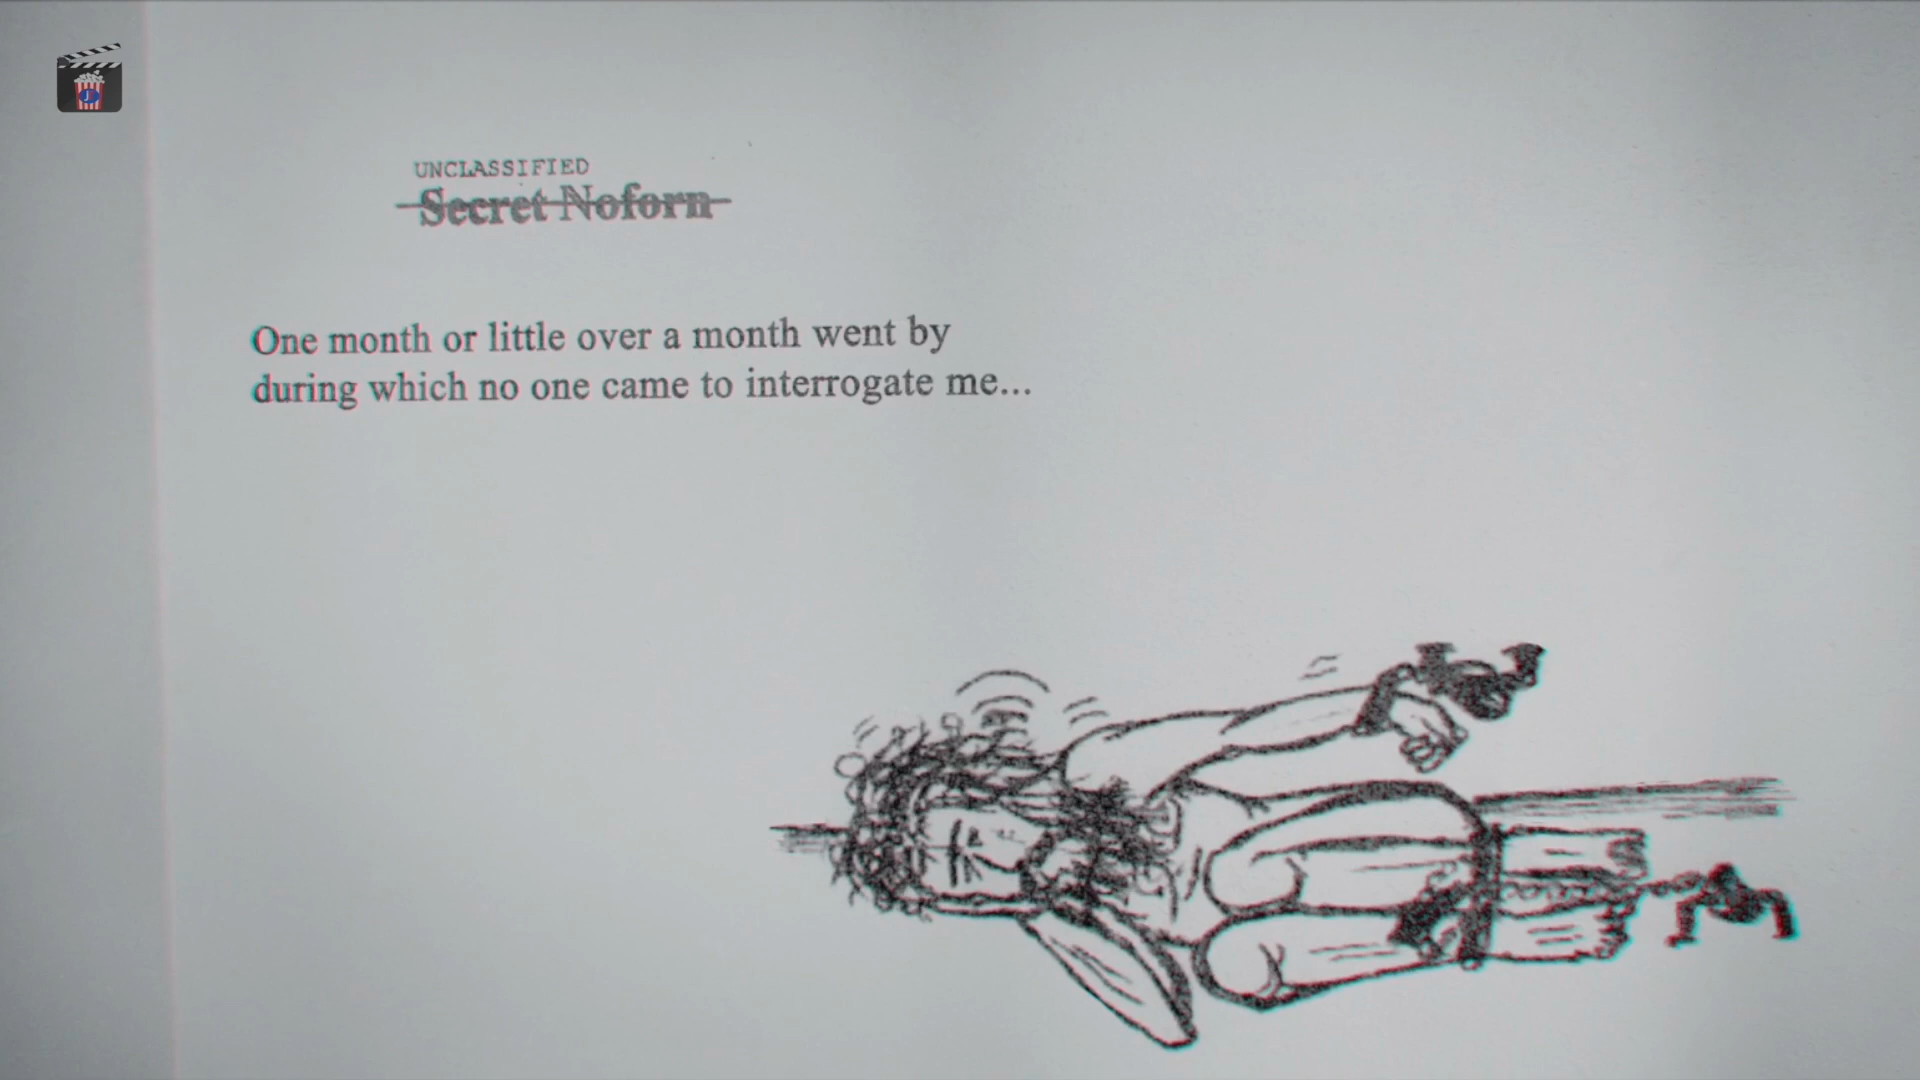 UNCLASSIFIED
Secret Noforn
One month or little over a month went by
during which no one came to interrogate me...